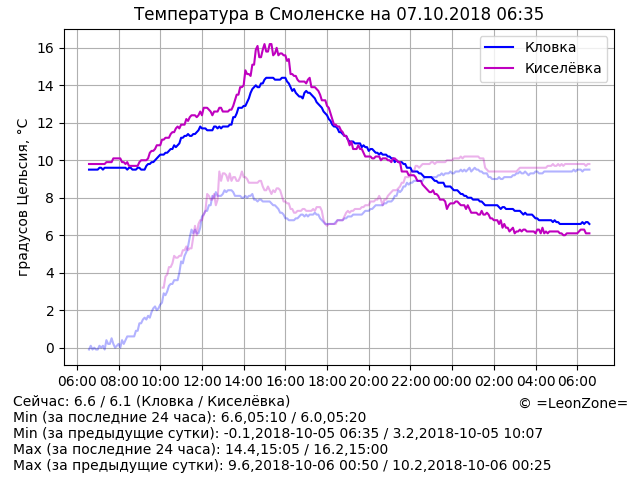 Температура в Смоленске на 07.10.2018 06:35
градусов Цельсия, °C
16
14
12
10
8
6
4
2
0
Кловка
Киселёвка
06:00 08:00 10:00 12:00 14:00 16:00 18:00 20:00 22:00 00:00 02:00 04:00 06:00
© =LeonZone=
Сейчас: 6.6 / 6.1 (Кловка / Киселёвка)
Min (за последние 24 часа): 6.6,05:10 / 6.0,05:20
Min (за предыдущие сутки): -0.1,2018-10-05 06:35 / 3.2,2018-10-05 10:07
Max (за последние 24 часа): 14.4,15:05 / 16.2,15:00
Max (за предыдущие сутки): 9.6,2018-10-06 00:50 / 10.2,2018-10-06 00:25